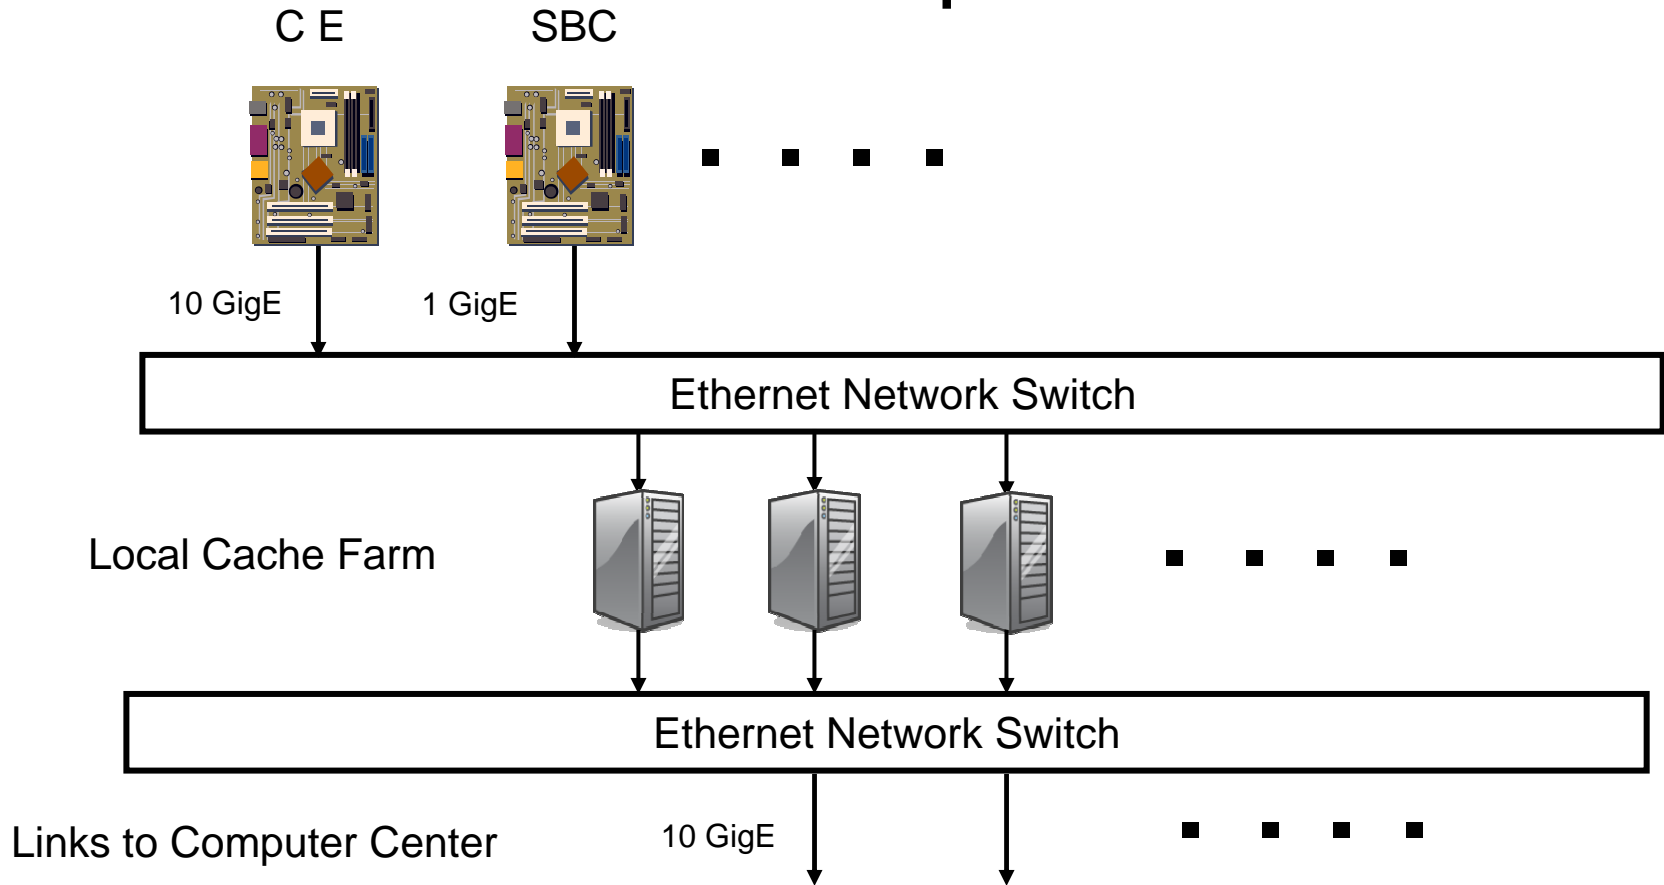 C E
SBC
10 GigE
1 GigE
Ethernet Network Switch
Local Cache Farm
Ethernet Network Switch
Links to Computer Center
10 GigE